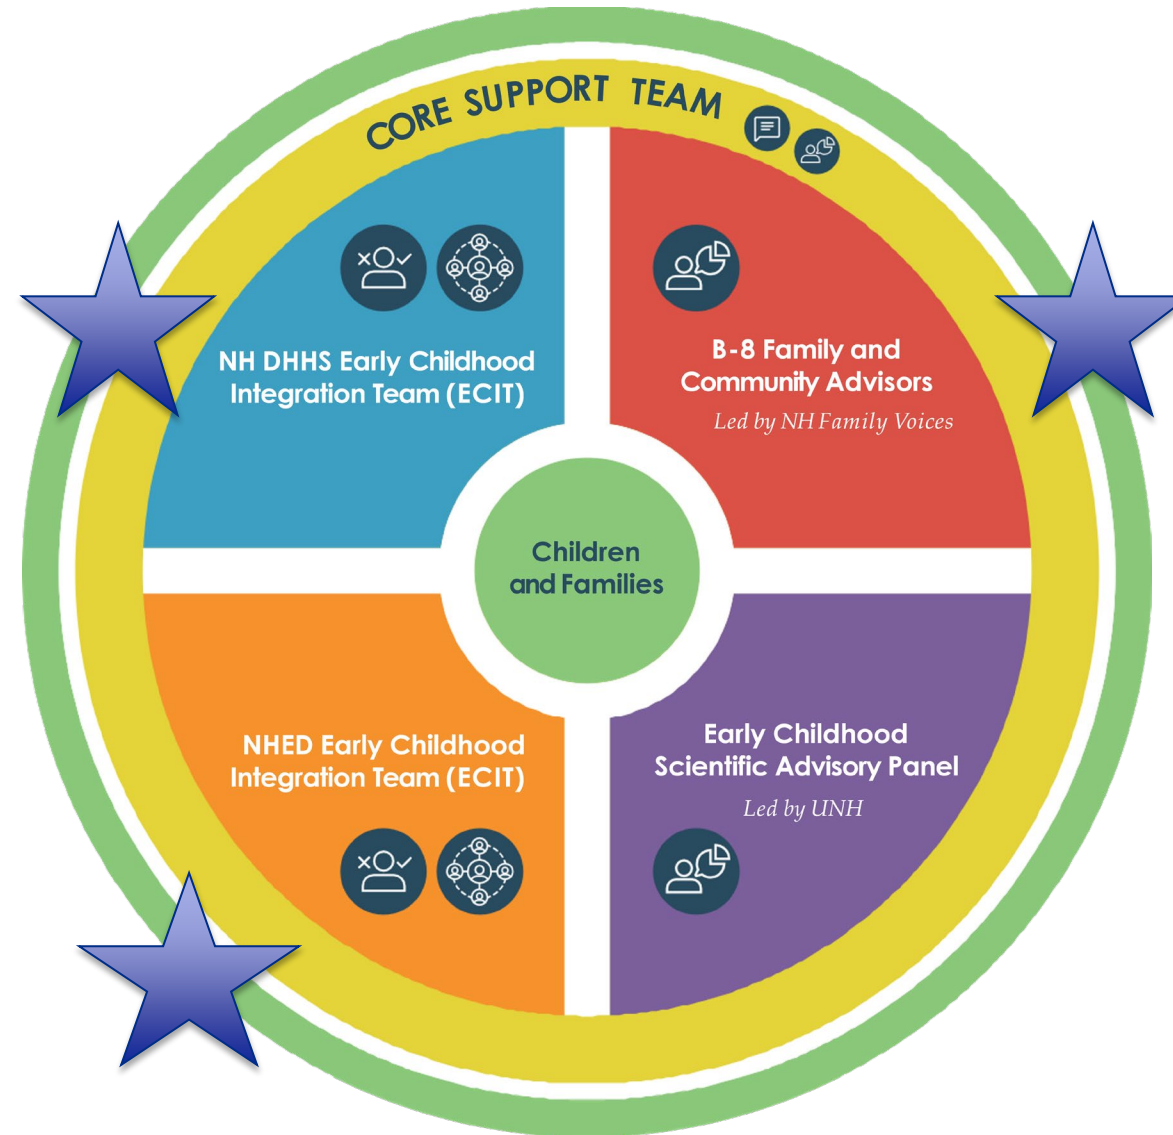 CORE SUPPORT TEAM
NH DHHS Early Childhood
Integration Team (ECIT)
B-8 Family and
Community Advisors
Led by NH Family Voices
Children
and Families
NHED Early Childhood
Integration Team (ECIT)
Early Childhood
Scientific Advisory Panel
Led by UNH